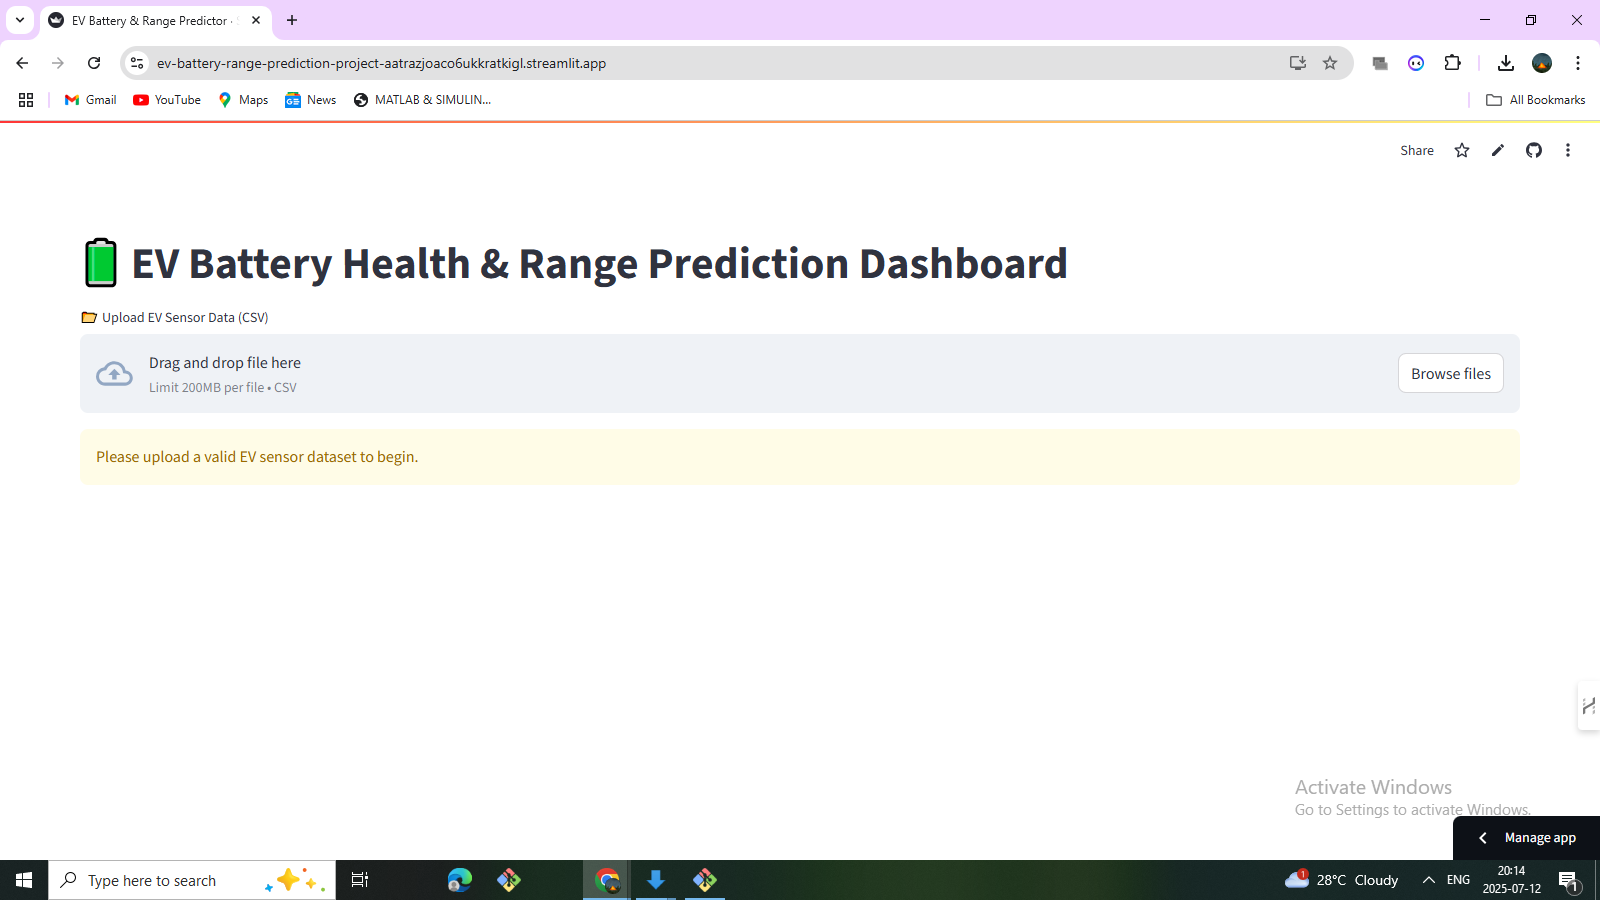 EV Battery & Range Predictor ·
ev-battery-range-prediction-project-aatrazjoaco6ukkratkigl.streamlit.app
Gmail
YouTube
Maps
News
MATLAB & SIMULIN...
All Bookmarks
Share
EV Battery Health & Range Prediction Dashboard
Upload EV Sensor Data (CSV)
Drag and drop file here
Limit 200MB per file • CSV
Browse files
Please upload a valid EV sensor dataset to begin.
Activate Windows
Go to Settings to activate Windows.
Manage app
Type here to search
1
28°C Cloudy
ENG
20:14
2025-07-12
1